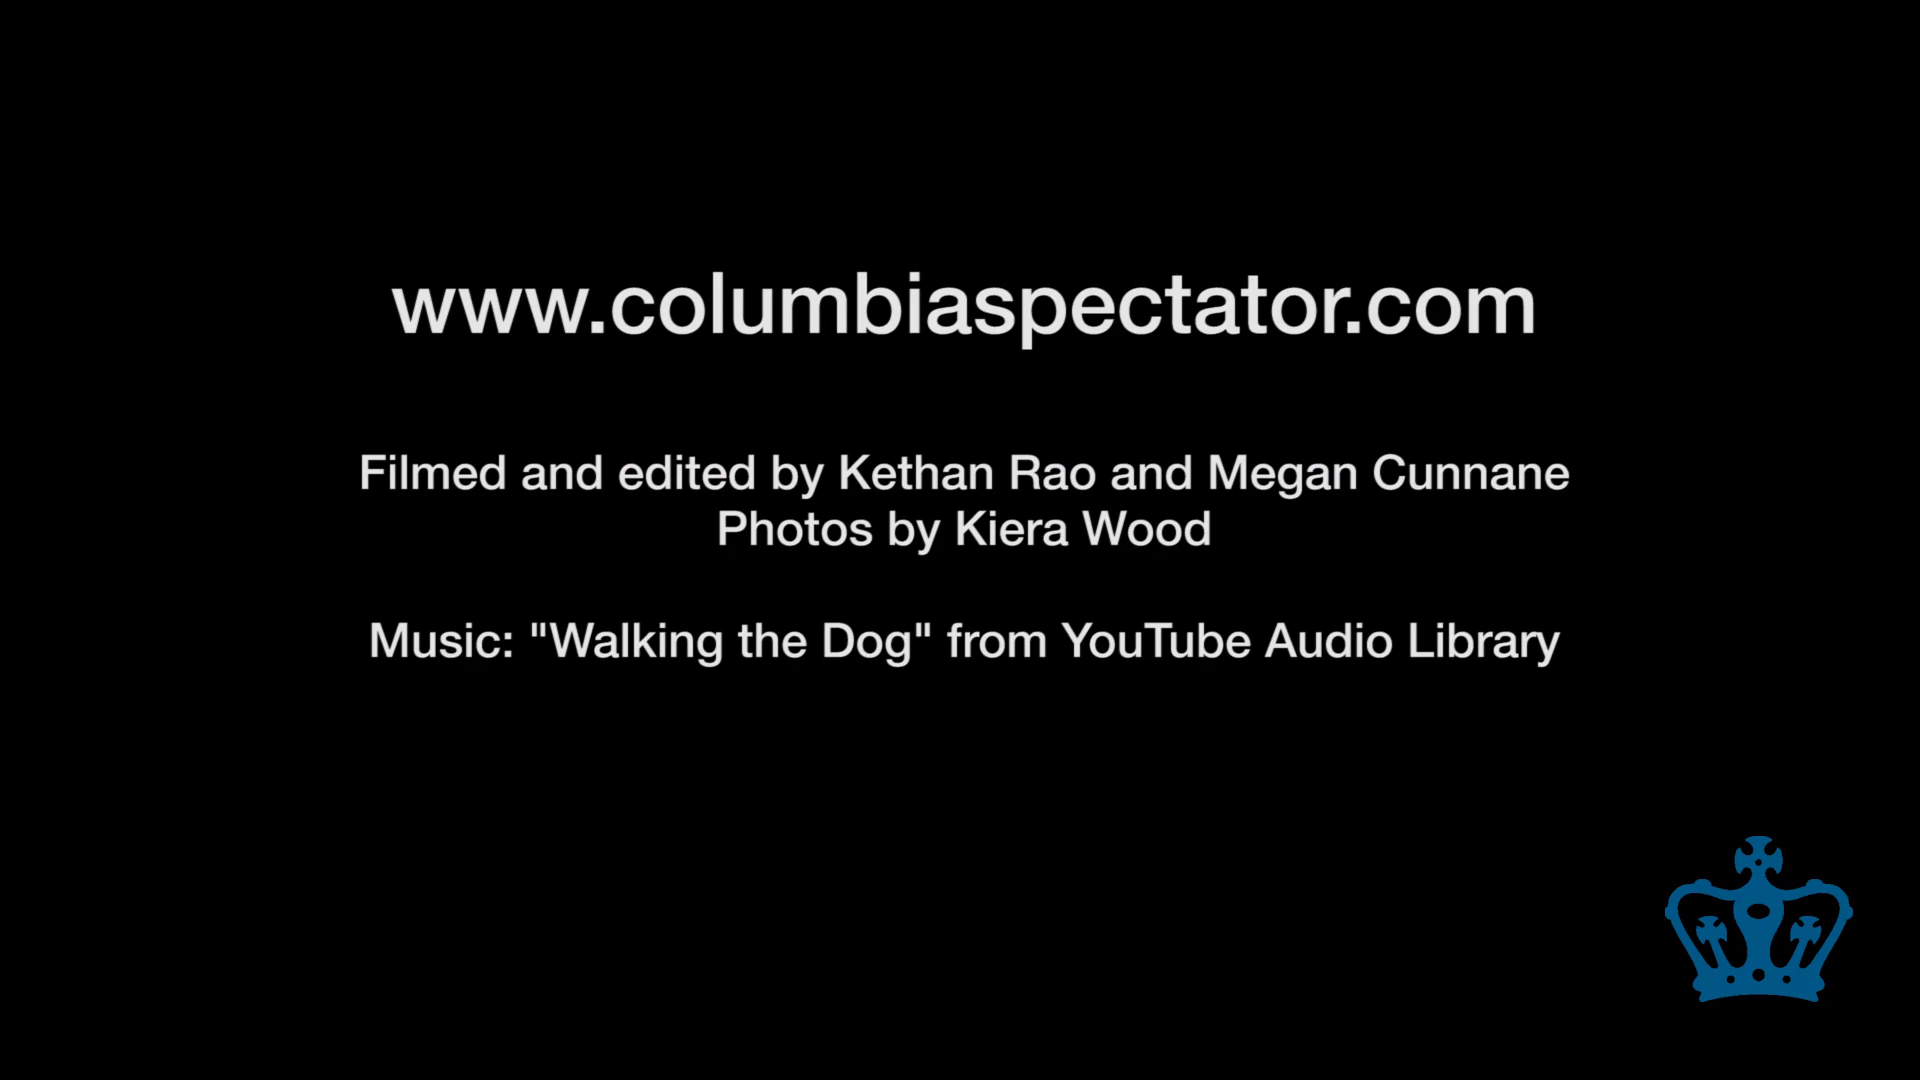 www.columbiaspectator.com
Filmed and edited by Kethan Rao and Megan Cunnane
Photos by Kiera Wood
Music: "Walking the Dog" from YouTube Audio Library